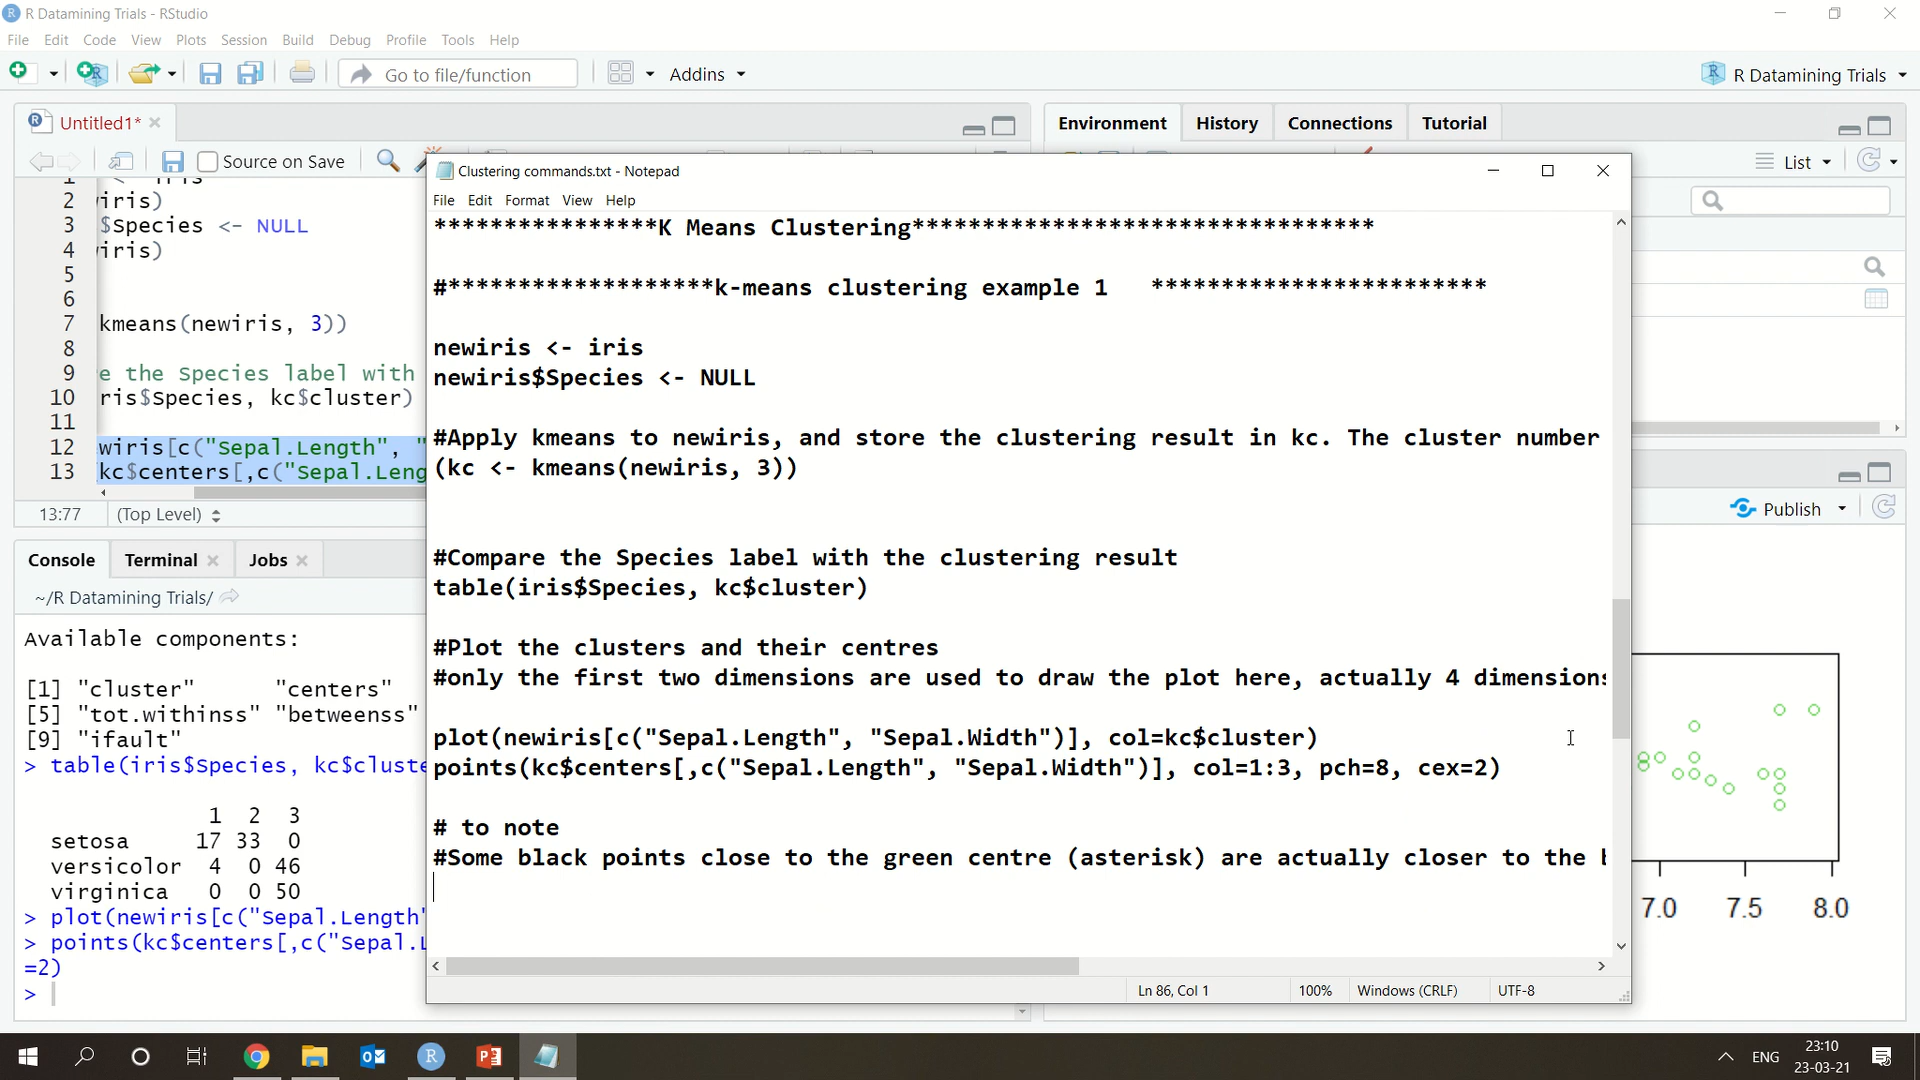 R Datamining Trials - RStudio
File Edit Code View Plots Session Build Debug Profile Tools Help
Go to file/function Addins R Datamining Trials
Untitled1*
Source on Save
Environment History Connections Tutorial
List
2 iris)
3 $Species <- NULL
4 iris)
5
6
7 kmeans(newiris, 3))
8
9 e the Species label with
10 ris$Species, kc$cluster)
11
12 wiris[c("Sepal.Length", "
13 kc$centers[,c("Sepal.Leng
13:77 (Top Level)
Console Terminal Jobs
~/R Datamining Trials/
Available components:
[1] "cluster" "centers"
[5] "tot.withinss" "betweenss"
[9] "ifault"
> table(iris$Species, kc$cluste
1 2 3
setosa 17 33 0
versicolor 4 0 46
virginica 0 0 50
> plot(newiris[c("Sepal.Length"
> points(kc$centers[,c("Sepal.L
=2)
>
Clustering commands.txt - Notepad
File Edit Format View Help
****************K Means Clustering*********************************
#*******************k-means clustering example 1 ************************
newiris <- iris
newiris$Species <- NULL
#Apply kmeans to newiris, and store the clustering result in kc. The cluster number
(kc <- kmeans(newiris, 3))
#Compare the Species label with the clustering result
table(iris$Species, kc$cluster)
#Plot the clusters and their centres
#only the first two dimensions are used to draw the plot here, actually 4 dimensions
plot(newiris[c("Sepal.Length", "Sepal.Width")], col=kc$cluster)
points(kc$centers[,c("Sepal.Length", "Sepal.Width")], col=1:3, pch=8, cex=2)
# to note
#Some black points close to the green centre (asterisk) are actually closer to the
Ln 86, Col 1 100% Windows (CRLF) UTF-8
Publish
7.0 7.5 8.0
ENG
23:10
23-03-21